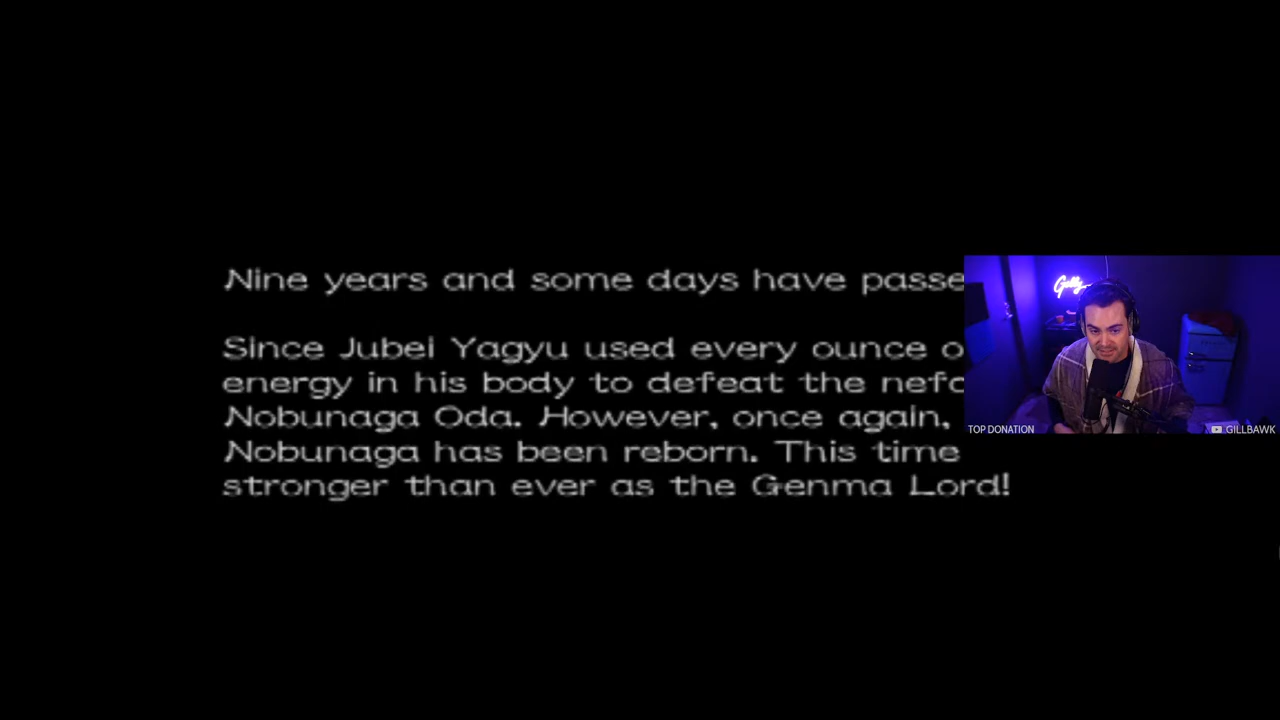 Nine years and some days have passe
Since Jubei Yagyu used every ounce o
energy in his body to defeat the nefa
Nobunaga Oda. However, once again,
Nobunaga has been reborn. This time
stronger than ever as the Genma Lord!
Gilly
TOP DONATION
GILLBAWK